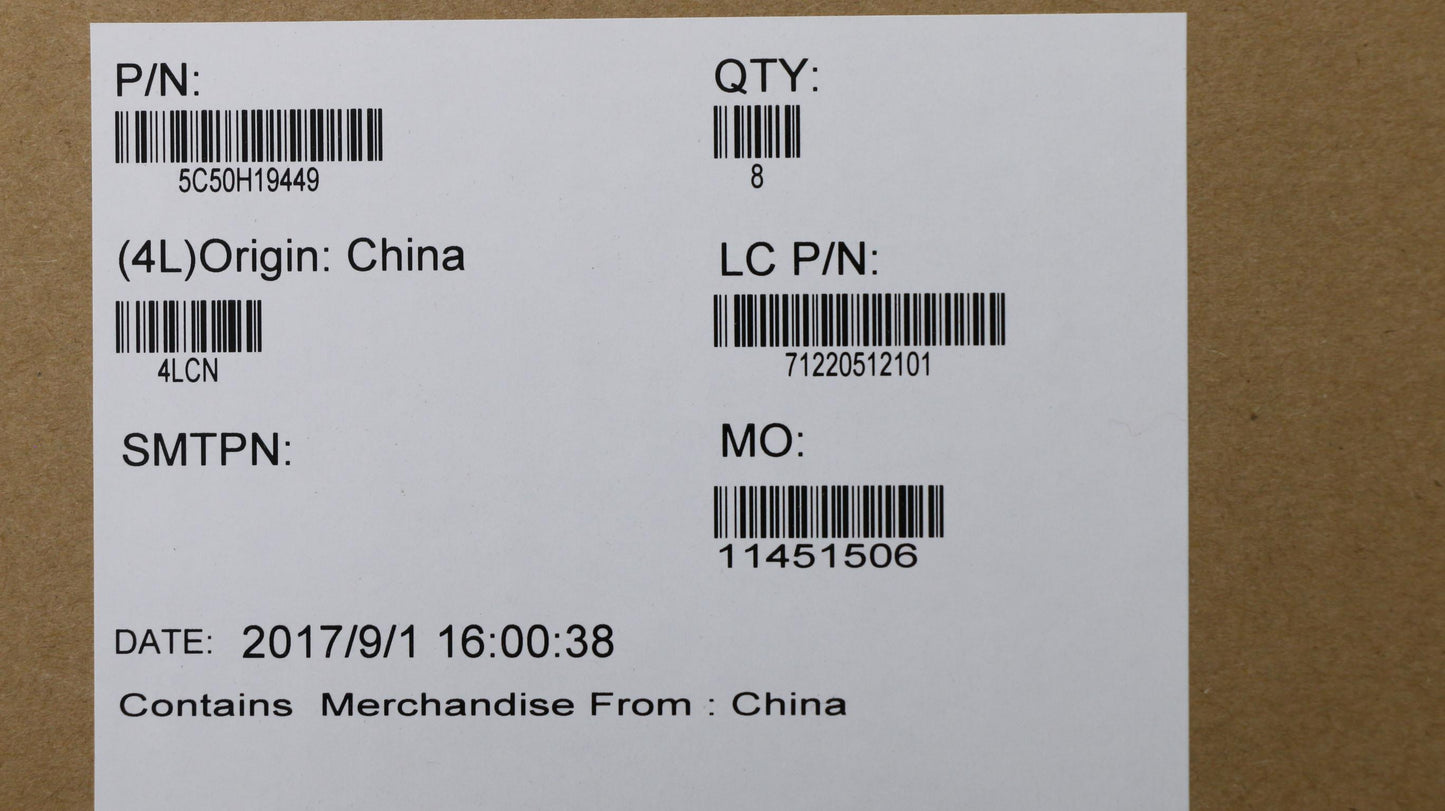 P/N:
5C50H19449
QTY:
8
(4L)Origin: China
4LCN
LC P/N:
71220512101
SMTPN:
MO:
11451506
DATE: 2017/9/1 16:00:38
Contains Merchandise From : China